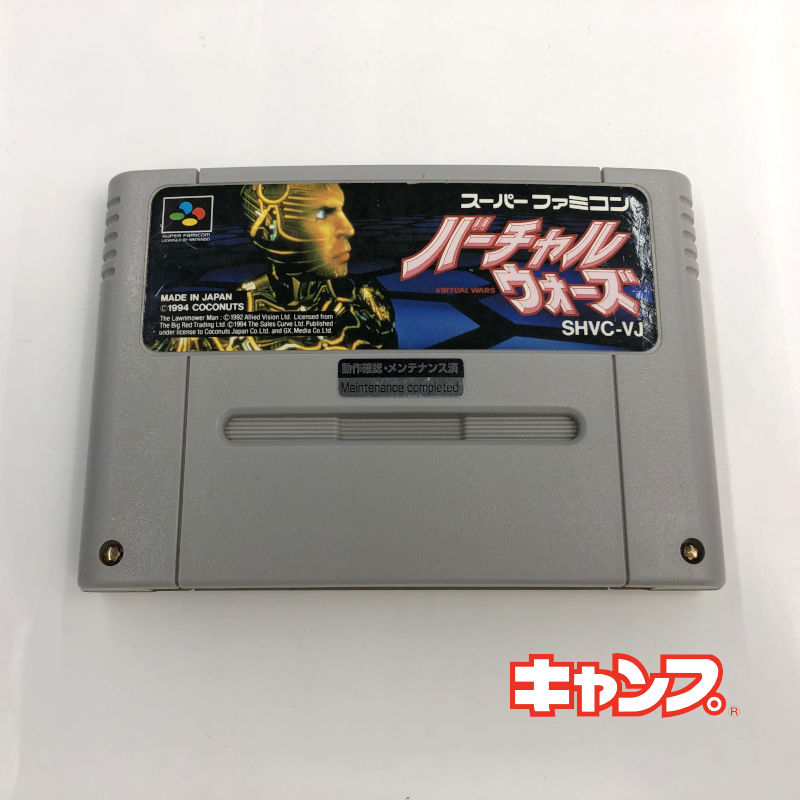 スーパーファミコン
バーチャル
ウォーズ
VIRTUAL WARS
SHVC-VJ
SUPER FAMICOM
LICENSED BY NINTENDO
MADE IN JAPAN
©1994 COCONUTS
The Lawnmower Man : ©1992 Allied Vision Ltd. Licensed from
The Big Red Trading Ltd. ©1994 The Sales Curve Ltd. Published
under license to Coconuts Japan Co.Ltd. and GX. Media Co.Ltd.
動作確認・メンテナンス済
Maintenance completed
キャンプ。®